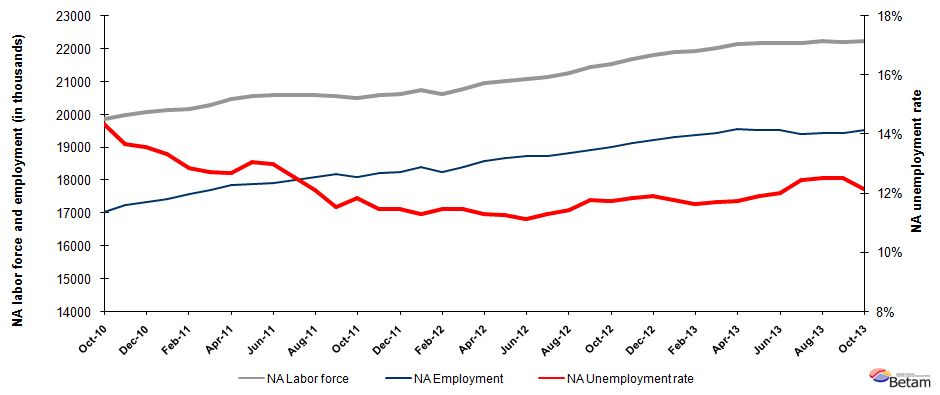 NA labor force and employment (in thousands)
23000
22000
21000
20000
19000
18000
17000
16000
15000
14000
18%
16%
14%
12%
10%
8%
NA unemployment rate
Oct-10
Dec-10
Feb-11
Apr-11
Jun-11
Aug-11
Oct-11
Dec-11
Feb-12
Apr-12
Jun-12
Aug-12
Oct-12
Dec-12
Feb-13
Apr-13
Jun-13
Aug-13
Oct-13
NA Labor force
NA Employment
NA Unemployment rate
Betam